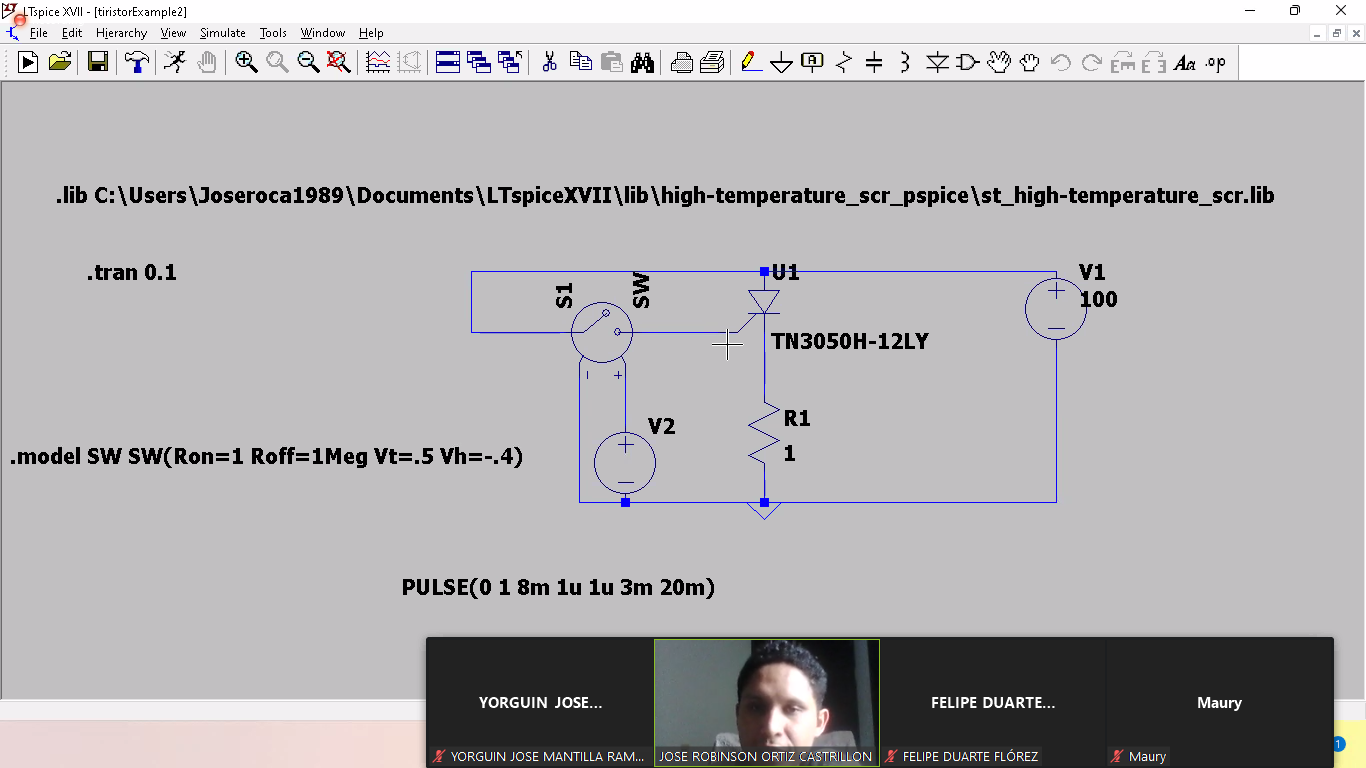 LTspice XVII - [tiristorExample2]
File Edit Hierarchy View Simulate Tools Window Help
Aa .op
.lib C:\Users\Joseroca1989\Documents\LTspiceXVII\lib\high-temperature_scr_pspice\st_high-temperature_scr.lib
.tran 0.1
S1
SW
U1
V1
100
TN3050H-12LY
V2
R1
1
.model SW SW(Ron=1 Roff=1Meg Vt=.5 Vh=-.4)
PULSE(0 1 8m 1u 1u 3m 20m)
YORGUIN JOSE...
FELIPE DUARTE...
Maury
YORGUIN JOSE MANTILLA RAM...
JOSE ROBINSON ORTIZ CASTRILLON
FELIPE DUARTE FLÓREZ
Maury
1